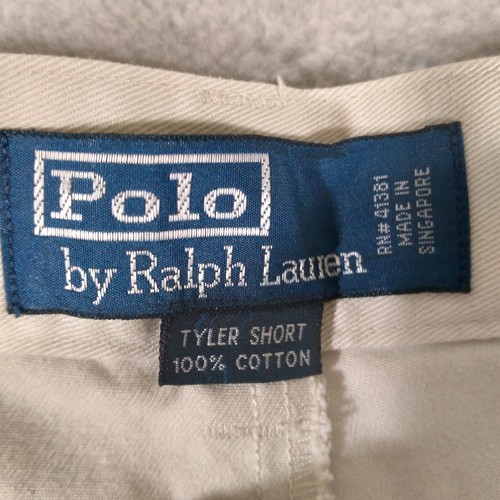 Polo
by Ralph Lauren
RN# 41381
MADE IN
SINGAPORE
TYLER SHORT
100% COTTON